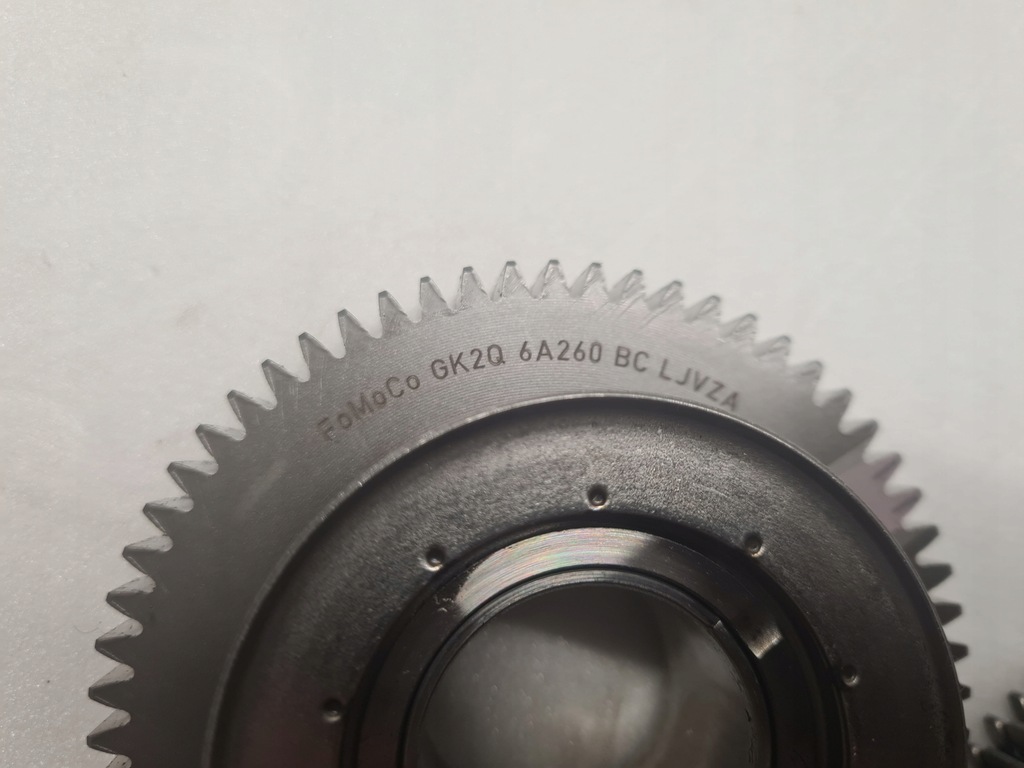 FoMoCo GK2Q 6A260 BC LJVZA